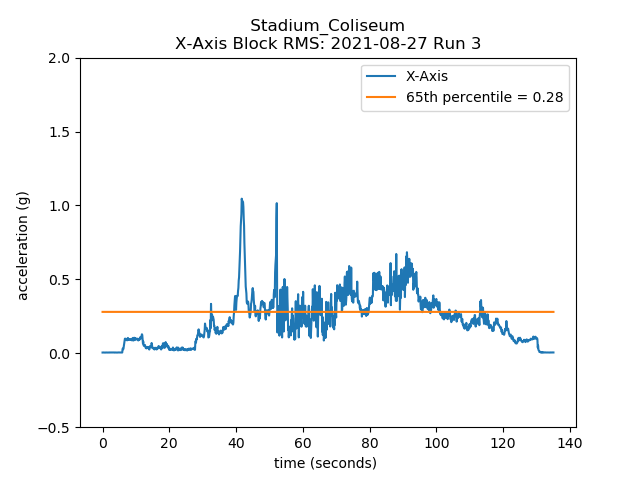 Stadium_Coliseum
X-Axis Block RMS: 2021-08-27 Run 3
2.0
1.5
1.0
0.5
0.0
−0.5
acceleration (g)
X-Axis
65th percentile = 0.28
0 20 40 60 80 100 120 140
time (seconds)